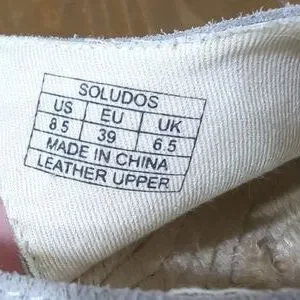 SOLUDOS
US EU UK
8.5 39 6.5
MADE IN CHINA
LEATHER UPPER